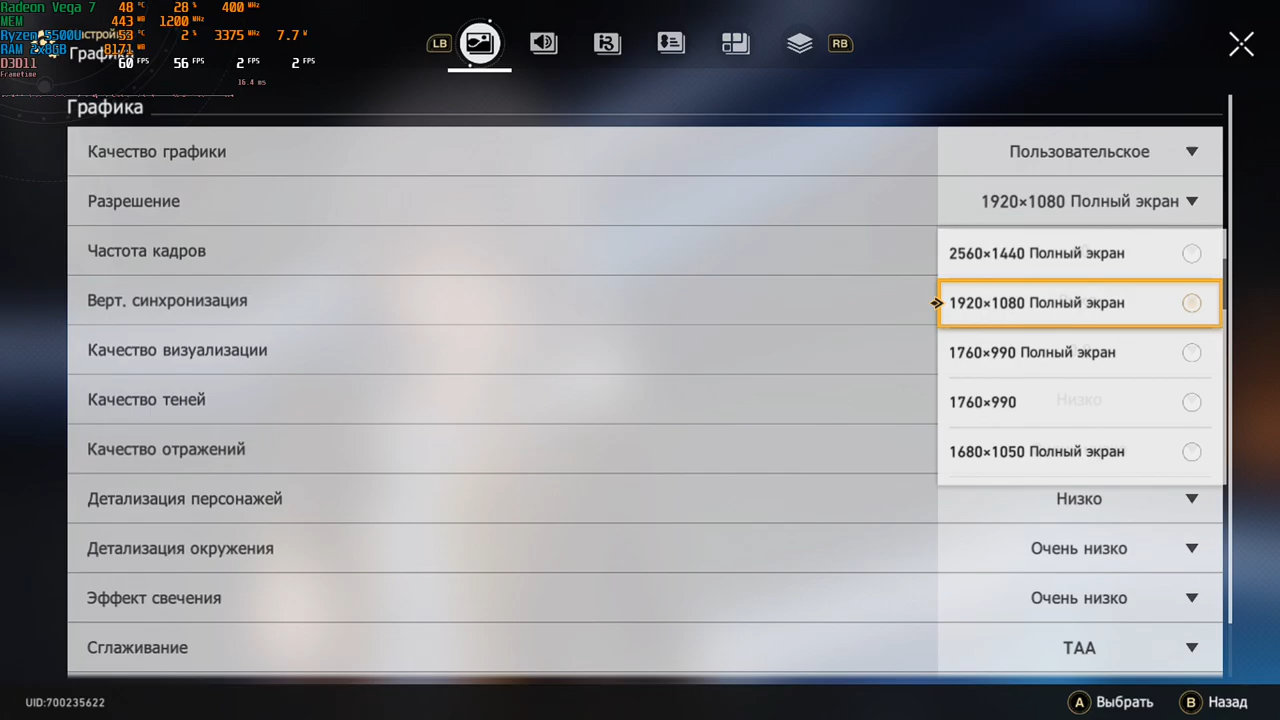 Radeon Vega 7 48 °C 28 % 400 MHz
MEM 443 MB 1200 MHz
Ryzen 5500U 53 °C 2 % 3375 MHz 7.7 W
RAM 2x8GB 8171 MB
D3D11 60 FPS 56 FPS 2 FPS 2 FPS
Frametime
16.4 ms
Графика
LB
RB
Графика
Качество графики Пользовательское
Разрешение 1920×1080 Полный экран
Частота кадров
2560×1440 Полный экран
Верт. синхронизация
1920×1080 Полный экран
Качество визуализации
1760×990 Полный экран
Качество теней
1760×990 Низко
Качество отражений
1680×1050 Полный экран
Детализация персонажей Низко
Детализация окружения Очень низко
Эффект свечения Очень низко
Сглаживание TAA
UID:700235622
A Выбрать B Назад